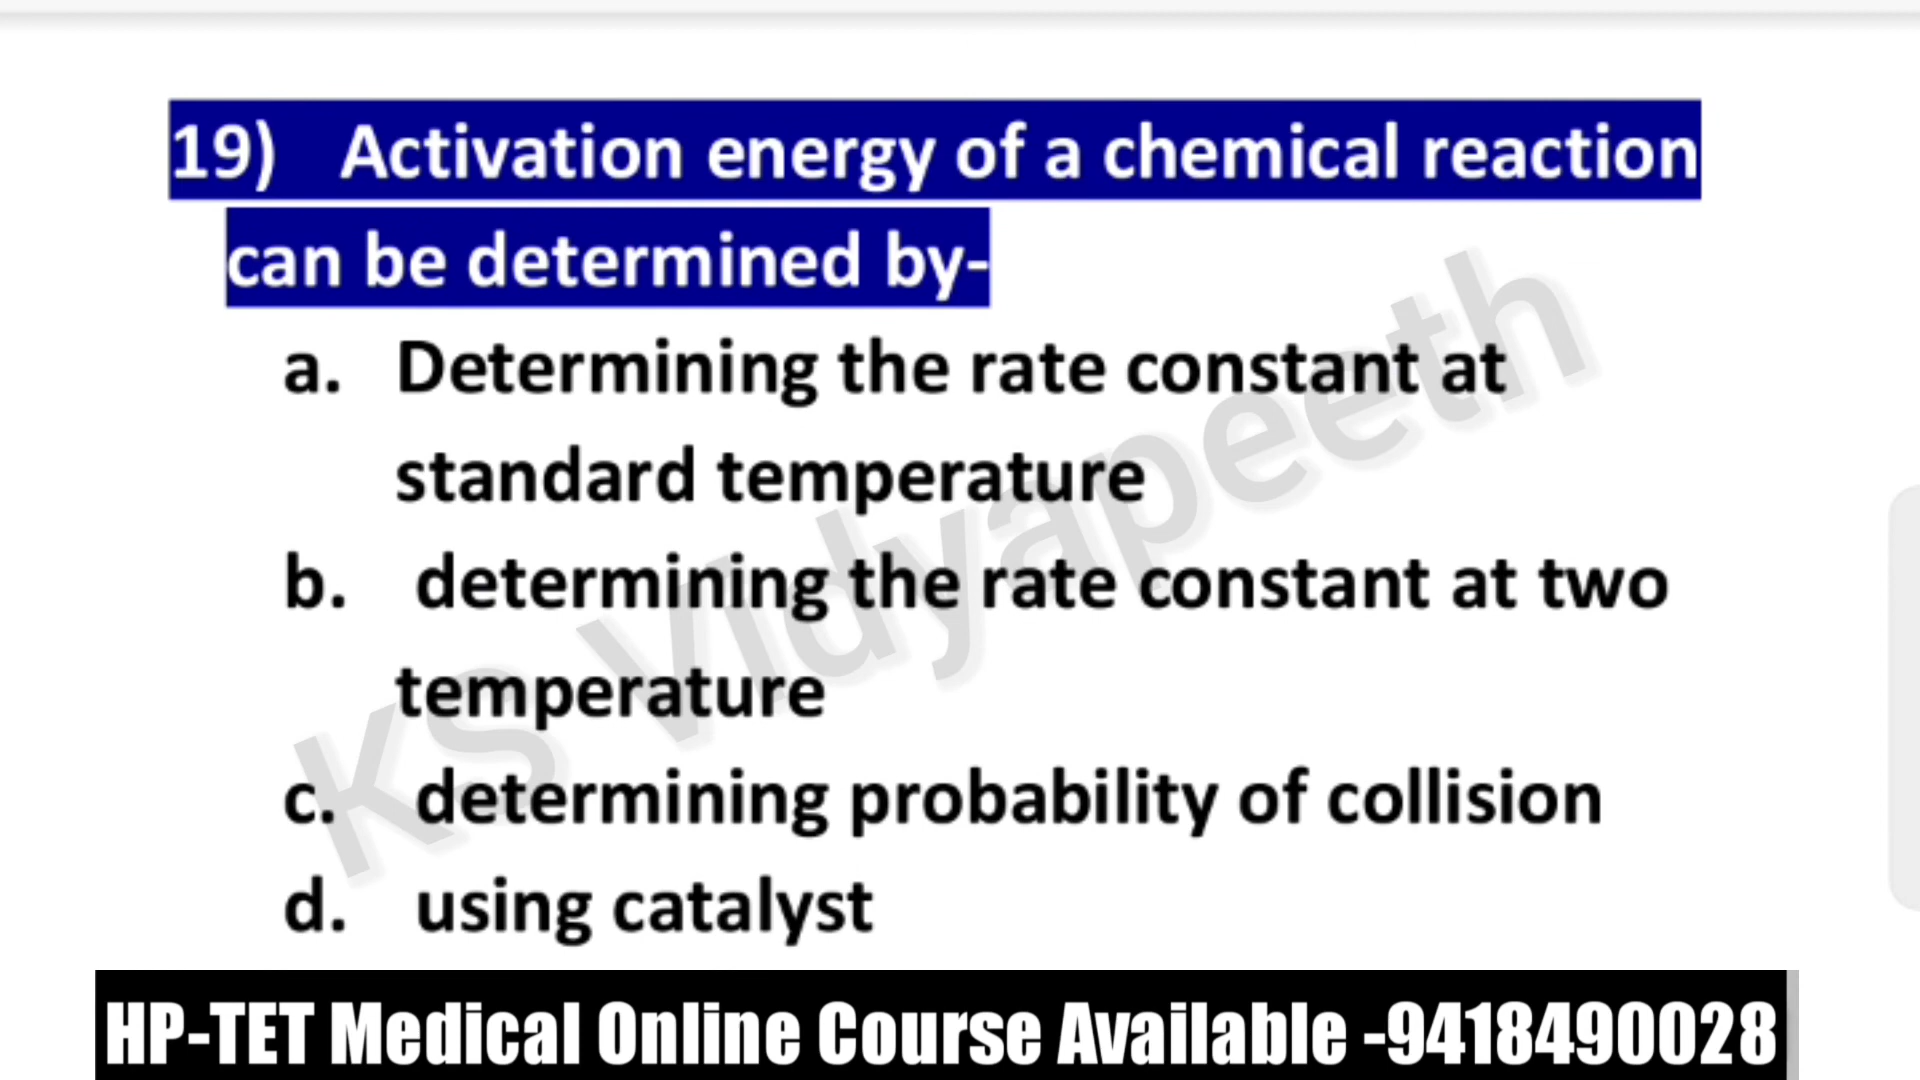 19) Activation energy of a chemical reaction
can be determined by-
a. Determining the rate constant at
standard temperature
b. determining the rate constant at two
temperature
c. determining probability of collision
d. using catalyst
KS Vidyapeeth
HP-TET Medical Online Course Available -9418490028